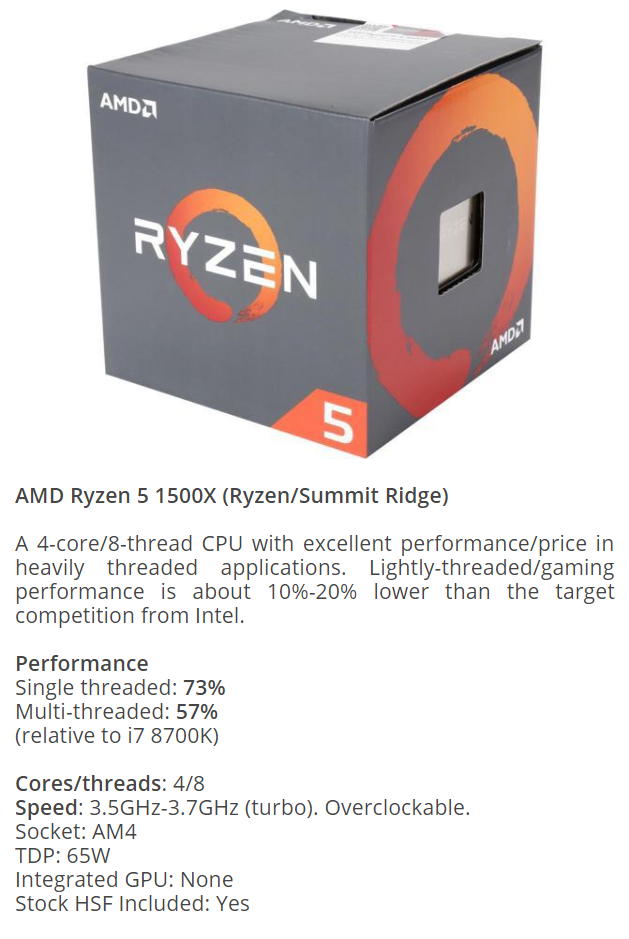 AMD
AMD
RYZEN
AMD
5
AMD Ryzen 5 1500X (Ryzen/Summit Ridge)
A 4-core/8-thread CPU with excellent performance/price in
heavily threaded applications. Lightly-threaded/gaming
performance is about 10%-20% lower than the target
competition from Intel.
Performance
Single threaded: 73%
Multi-threaded: 57%
(relative to i7 8700K)
Cores/threads: 4/8
Speed: 3.5GHz-3.7GHz (turbo). Overclockable.
Socket: AM4
TDP: 65W
Integrated GPU: None
Stock HSF Included: Yes